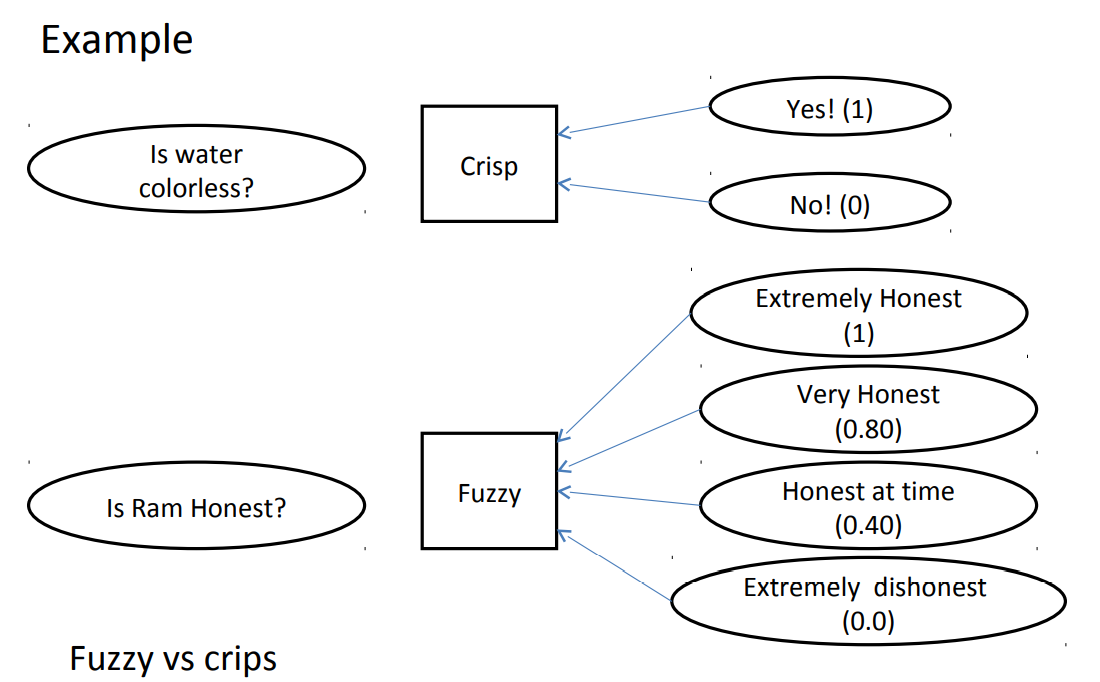 Example
Is water
colorless?
Crisp
Yes! (1)
No! (0)
Is Ram Honest?
Fuzzy
Extremely Honest
(1)
Very Honest
(0.80)
Honest at time
(0.40)
Extremely  dishonest
(0.0)
Fuzzy vs crips